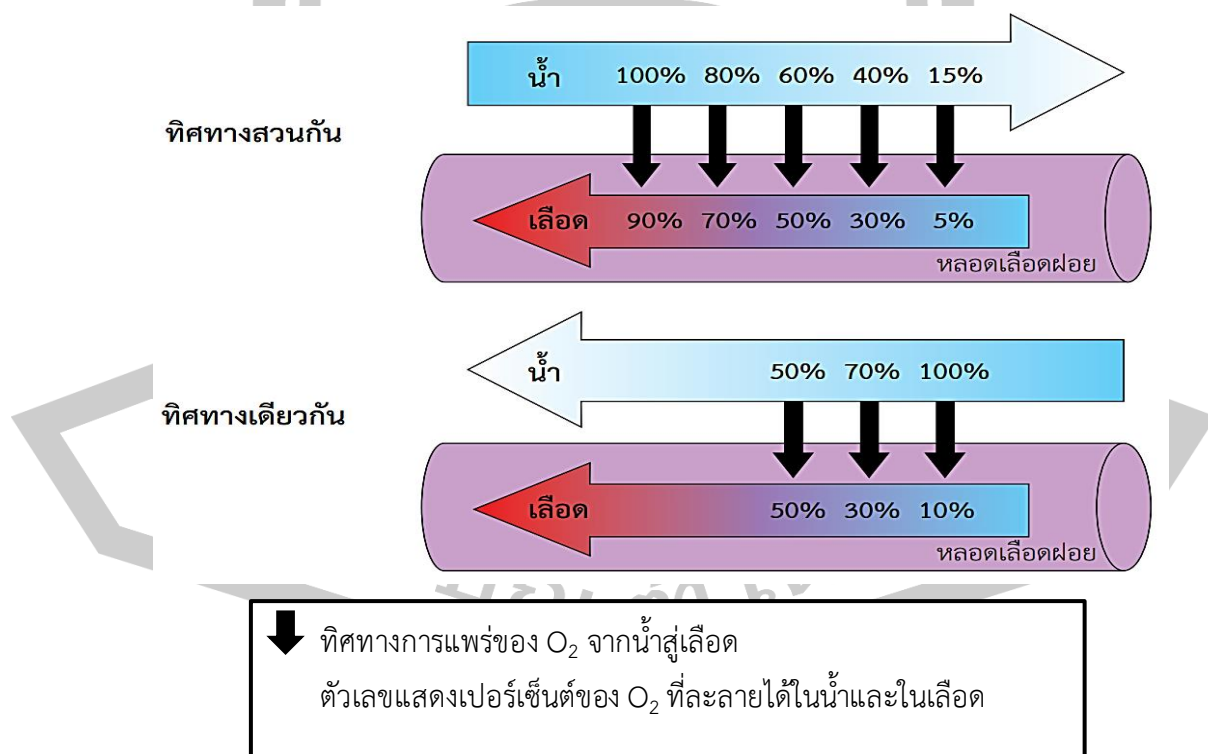 น้ำ 100% 80% 60% 40% 15%
ทิศทางสวนกัน
เลือด 90% 70% 50% 30% 5%
หลอดเลือดฝอย
น้ำ 50% 70% 100%
ทิศทางเดียวกัน
เลือด 50% 30% 10%
หลอดเลือดฝอย
ทิศทางการแพร่ของ O₂ จากน้ำสู่เลือด
ตัวเลขแสดงเปอร์เซ็นต์ของ O₂ ที่ละลายได้ในน้ำและในเลือด